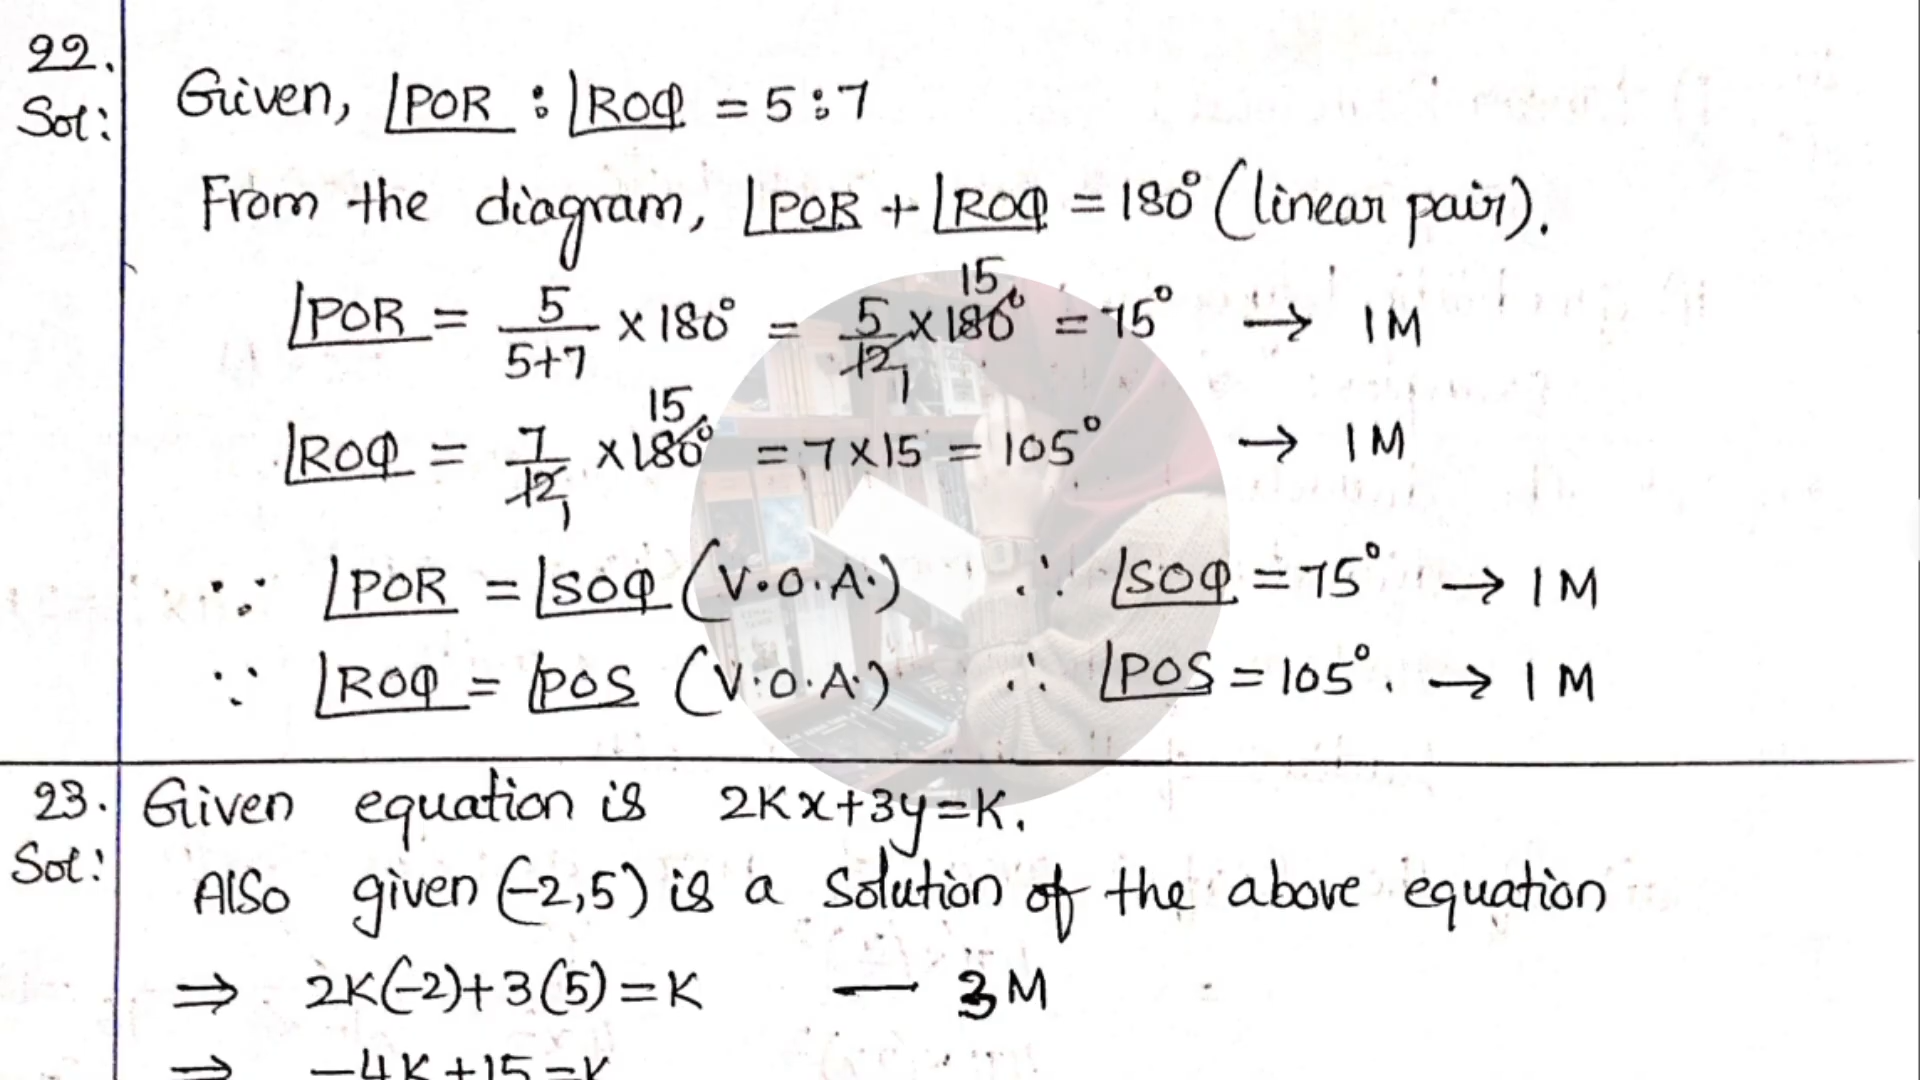 22.
Sol:
Given, ∠POR : ∠ROQ = 5:7
From the diagram, ∠POR + ∠ROQ = 180° (linear pair).
∠POR = 5/(5+7) × 180° = 5/12 1 × 180° 15 = 75° → 1M
∠ROQ = 7/12 1 × 180° 15 = 7×15 = 105° → 1M
∵ ∠POR = ∠SOQ (V.O.A.) ∴ ∠SOQ = 75° → 1M
∵ ∠ROQ = ∠POS (V.O.A.) ∴ ∠POS = 105°. → 1M
23.
Sol:
Given equation is 2Kx+3y=K.
Also given (-2,5) is a solution of the above equation
⇒ 2K(-2)+3(5)=K — 3M
⇒ -4K+15=K